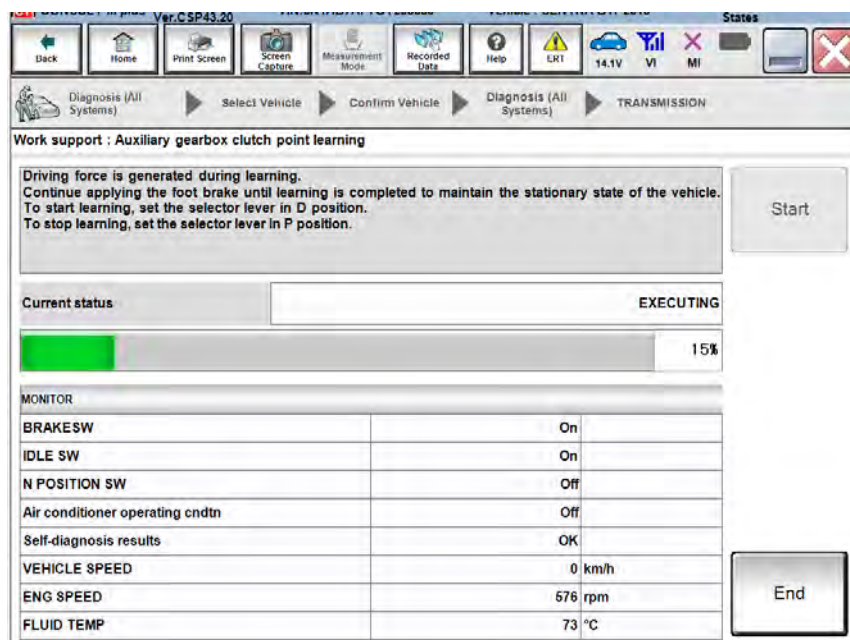 Ver.CSP43.20
States
Back
Home
Print Screen
Screen Capture
Measurement Mode
Recorded Data
Help
ERT
14.1V
VI
MI
Diagnosis (All Systems)
Select Vehicle
Confirm Vehicle
Diagnosis (All Systems)
TRANSMISSION
Work support : Auxiliary gearbox clutch point learning
Driving force is generated during learning.
Continue applying the foot brake until learning is completed to maintain the stationary state of the vehicle.
To start learning, set the selector lever in D position.
To stop learning, set the selector lever in P position.
Start
Current status EXECUTING
15%
MONITOR
BRAKESW On
IDLE SW On
N POSITION SW Off
Air conditioner operating cndtn Off
Self-diagnosis results OK
VEHICLE SPEED 0 km/h
ENG SPEED 576 rpm
FLUID TEMP 73 °C
End